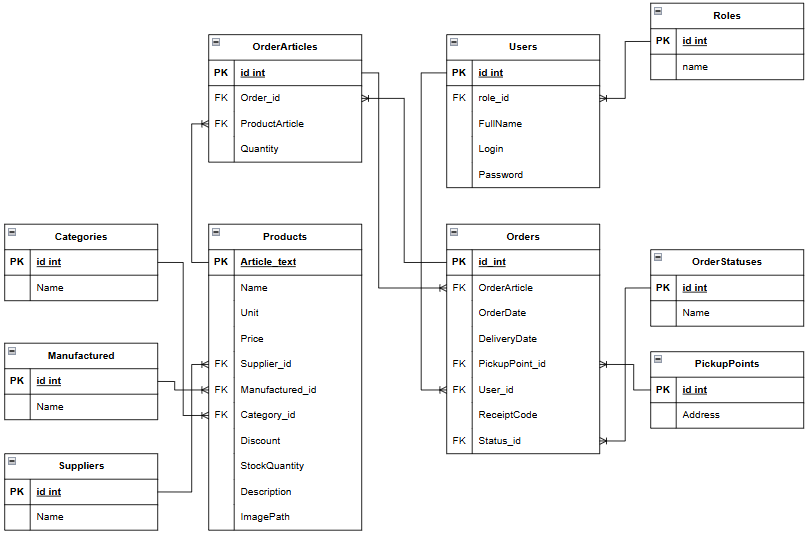 Roles
PK id int
name
OrderArticles
PK id int
FK Order_id
FK ProductArticle
Quantity
Users
PK id int
FK role_id
FullName
Login
Password
Categories
PK id int
Name
Products
PK Article_text
Name
Unit
Price
FK Supplier_id
FK Manufactured_id
FK Category_id
Discount
StockQuantity
Description
ImagePath
Orders
PK id_int
FK OrderArticle
OrderDate
DeliveryDate
FK PickupPoint_id
FK User_id
ReceiptCode
FK Status_id
OrderStatuses
PK id int
Name
Manufactured
PK id int
Name
PickupPoints
PK id int
Address
Suppliers
PK id int
Name